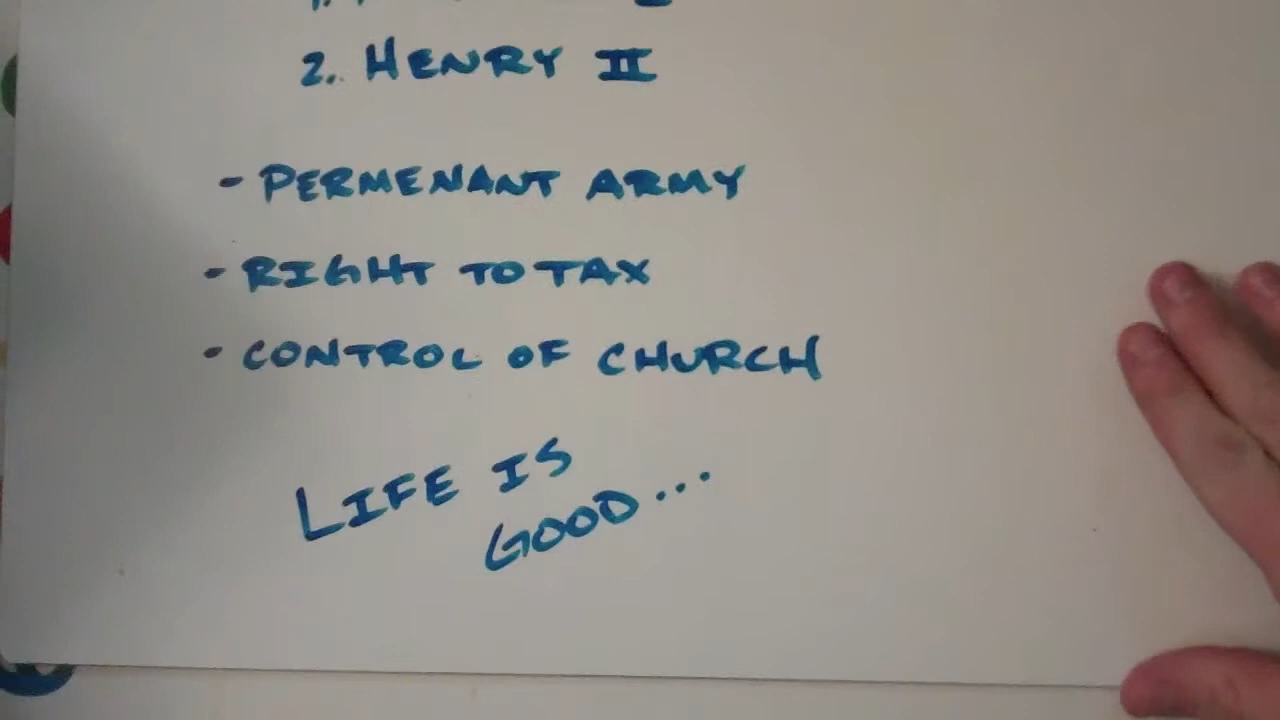 2. HENRY II
- PERMENANT ARMY
- RIGHT TO TAX
- CONTROL OF CHURCH
LIFE IS
GOOD...